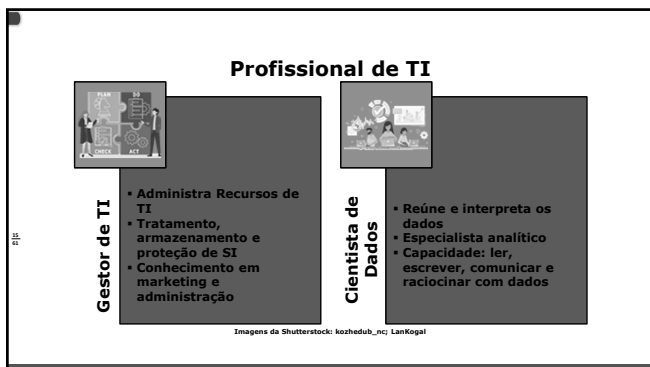 Profissional de TI
PLAN
DO
CHECK
ACT
Gestor de TI
▪ Administra Recursos de
TI
▪ Tratamento,
armazenamento e
proteção de SI
▪ Conhecimento em
marketing e
administração
Cientista de
Dados
▪ Reúne e interpreta os
dados
▪ Especialista analítico
▪ Capacidade: ler,
escrever, comunicar e
raciocinar com dados
15
61
Imagens da Shutterstock: kozhedub_nc; LanKogal